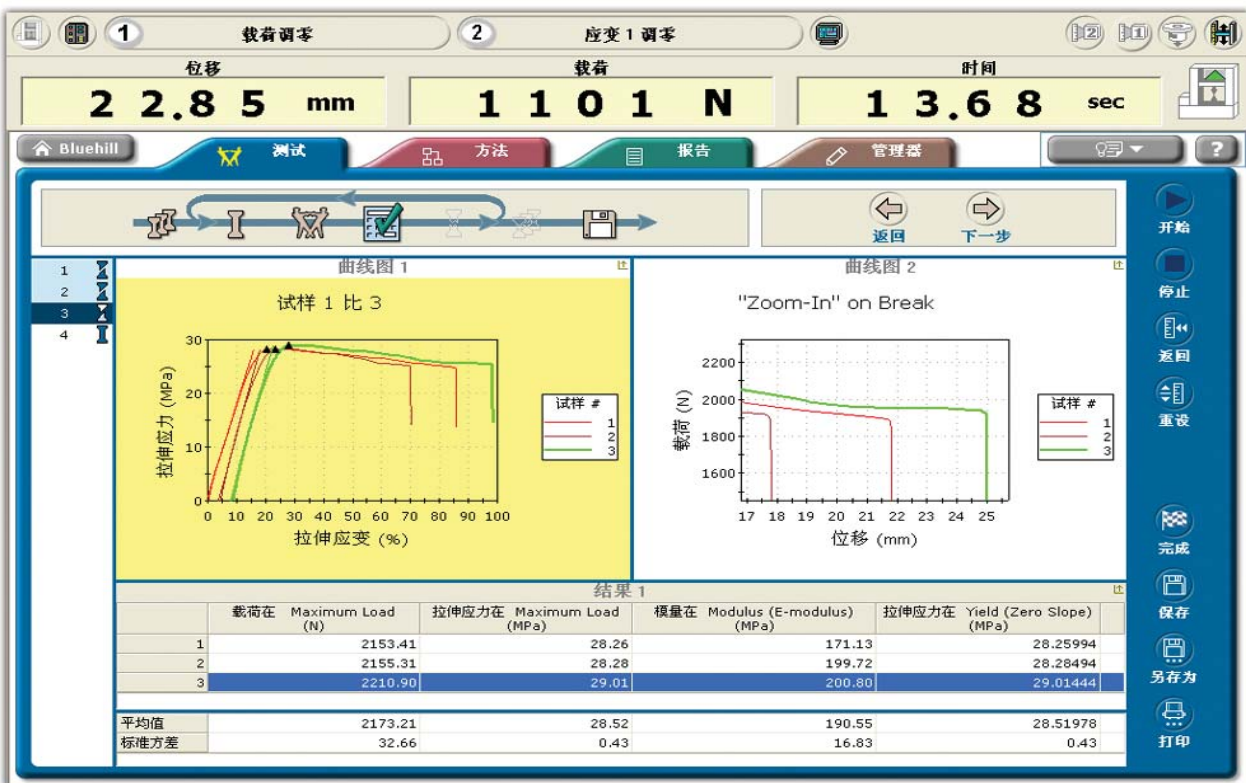 1 载荷调零 2 应变 1 调零 2 1
位移 载荷 时间
22.85 mm 1101 N 13.68 sec
Bluehill 测试 方法 报告 管理器 ?
返回 下一步
开始
停止
返回
重设
完成
保存
另存为
打印
1
2
3
4
曲线图 1
试样 1 比 3
拉伸应力 (MPa)
30
20
10
0
0 10 20 30 40 50 60 70 80 90 100
拉伸应变 (%)
试样 #
1
2
3
曲线图 2
"Zoom-In" on Break
载荷 (N)
2200
2000
1800
1600
17 18 19 20 21 22 23 24 25
位移 (mm)
试样 #
1
2
3
结果 1
载荷在 Maximum Load (N) 拉伸应力在 Maximum Load (MPa) 模量在 Modulus (E-modulus) (MPa) 拉伸应力在 Yield (Zero Slope) (MPa)
1 2153.41 28.26 171.13 28.25994
2 2155.31 28.28 199.72 28.28494
3 2210.90 29.01 200.80 29.01444
平均值 2173.21 28.52 190.55 28.51978
标准方差 32.66 0.43 16.83 0.43